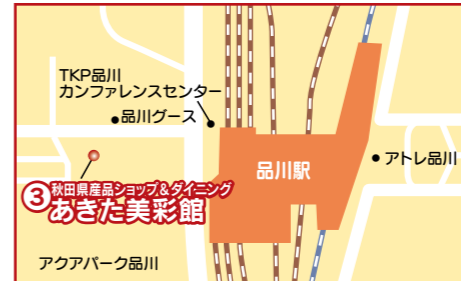 TKP品川
カンファレンスセンター
●品川グース
品川駅
●アトレ品川
③秋田県産品ショップ&ダイニング
あきた美彩館
アクアパーク品川